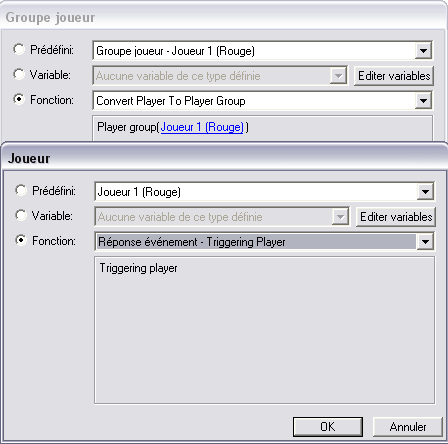 Groupe joueur
Prédéfini: Groupe joueur - Joueur 1 (Rouge)
Variable: Aucune variable de ce type définie Editer variables
Fonction: Convert Player To Player Group
Player group(Joueur 1 (Rouge))
Joueur
Prédéfini: Joueur 1 (Rouge)
Variable: Aucune variable de ce type définie Editer variables
Fonction: Réponse événement - Triggering Player
Triggering player
OK Annuler